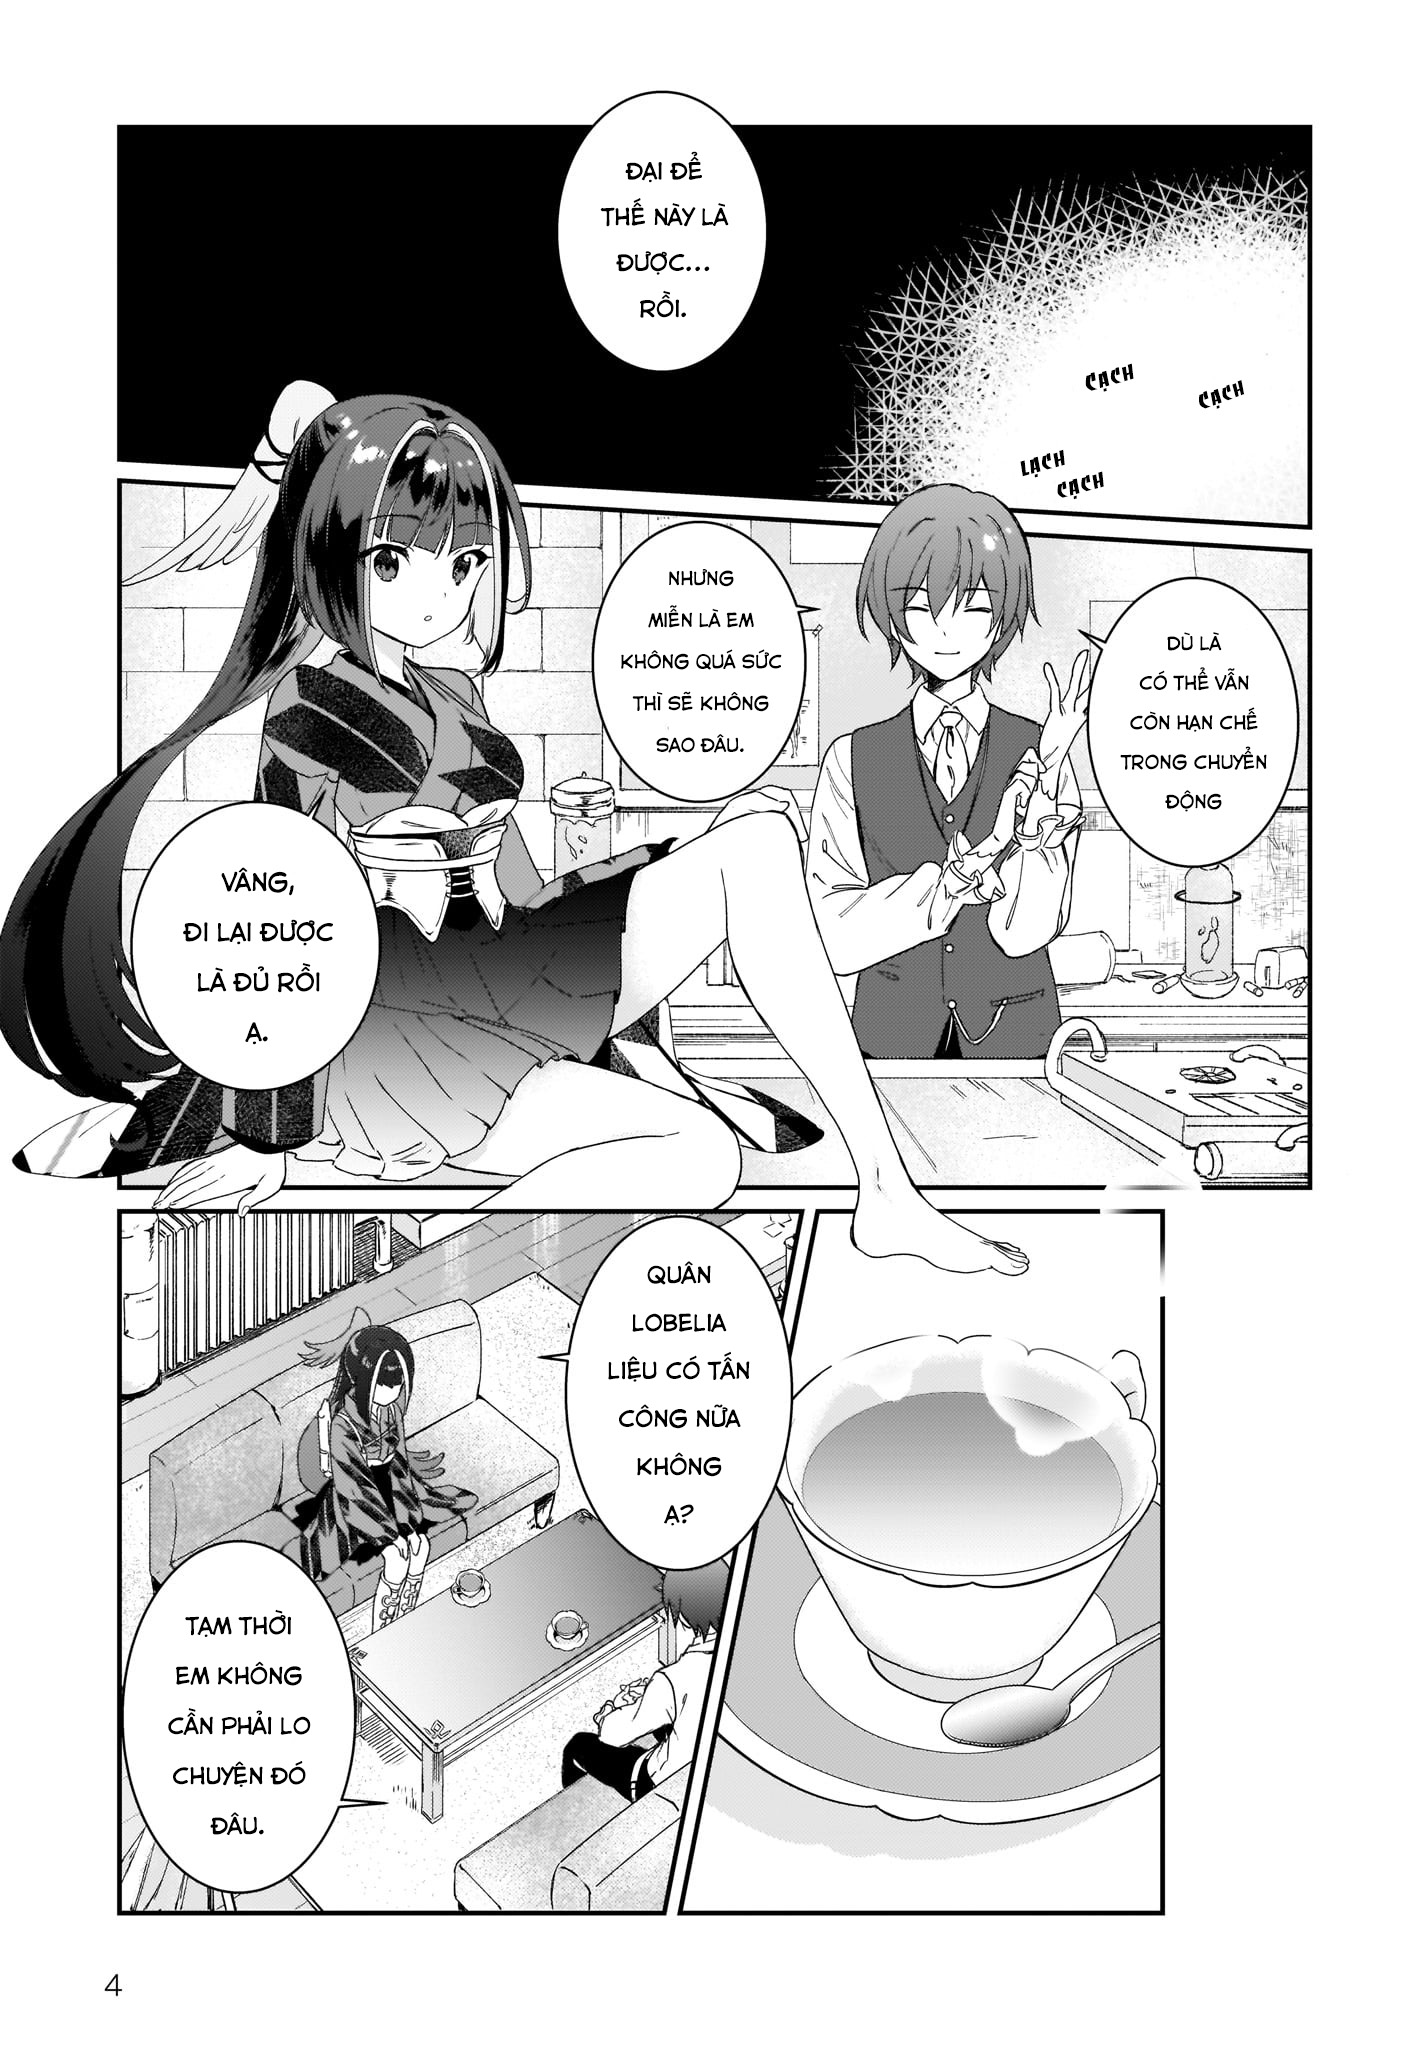 ĐẠI ĐỂ
THẾ NÀY LÀ
ĐƯỢC...
RỒI.
CẠCH
CẠCH
LẠCH
CẠCH
DÙ LÀ
CÓ THỂ VẪN
CÒN HẠN CHẾ
TRONG CHUYỂN
ĐỘNG
NHƯNG
MIỄN LÀ EM
KHÔNG QUÁ SỨC
THÌ SẼ KHÔNG
SAO ĐÂU.
VÂNG,
ĐI LẠI ĐƯỢC
LÀ ĐỦ RỒI
Ạ.
QUÂN
LOBELIA
LIỆU CÓ TẤN
CÔNG NỮA
KHÔNG
Ạ?
TẠM THỜI
EM KHÔNG
CẦN PHẢI LO
CHUYỆN ĐÓ
ĐÂU.
4